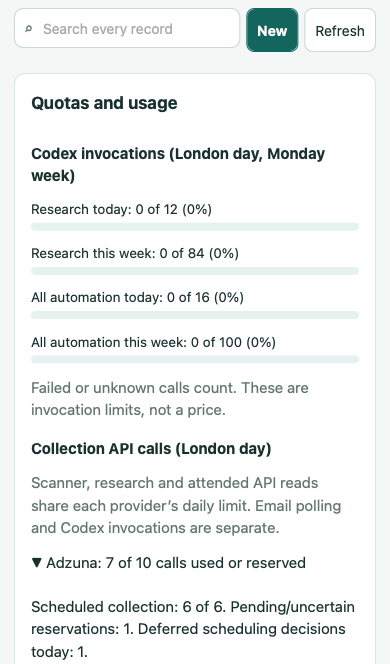 Search every record
New
Refresh
Quotas and usage
Codex invocations (London day, Monday
week)
Research today: 0 of 12 (0%)
Research this week: 0 of 84 (0%)
All automation today: 0 of 16 (0%)
All automation this week: 0 of 100 (0%)
Failed or unknown calls count. These are
invocation limits, not a price.
Collection API calls (London day)
Scanner, research and attended API reads
share each provider’s daily limit. Email polling
and Codex invocations are separate.
▼ Adzuna: 7 of 10 calls used or reserved
Scheduled collection: 6 of 6. Pending/uncertain
reservations: 1. Deferred scheduling decisions
today: 1.